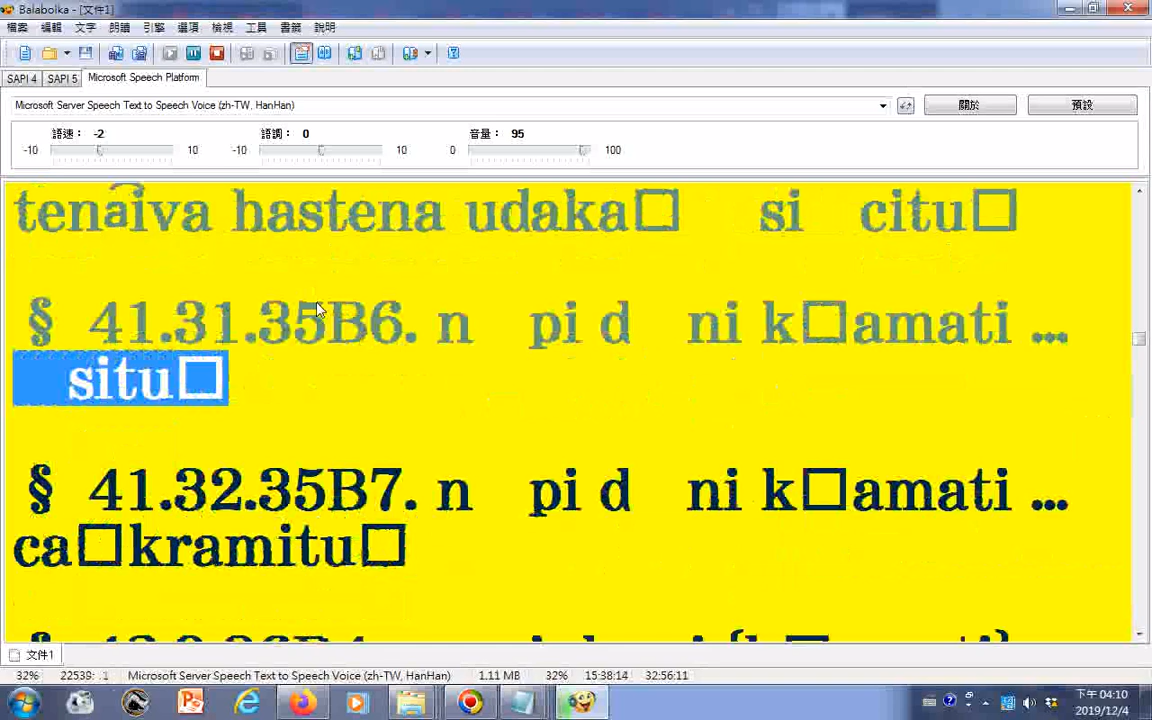 Balabolka - [文件1]
檔案 編輯 文字 朗讀 引擎 選項 檢視 工具 書籤 說明
SAPI 4 SAPI 5 Microsoft Speech Platform
Microsoft Server Speech Text to Speech Voice (zh-TW, HanHan) 關於 預設
語速： -2 語調： 0 音量： 95
-10 10 -10 10 0 100
tenaiva hastena udaka□ si citu□
§ 41.31.35B6. n pi d ni k□amati ...
situ□
§ 41.32.35B7. n pi d ni k□amati ...
ca□kramitu□
文件1
32% 22539: .1 Microsoft Server Speech Text to Speech Voice (zh-TW, HanHan) 1.11 MB 32% 15:38:14 32:56:11
下午 04:10
2019/12/4